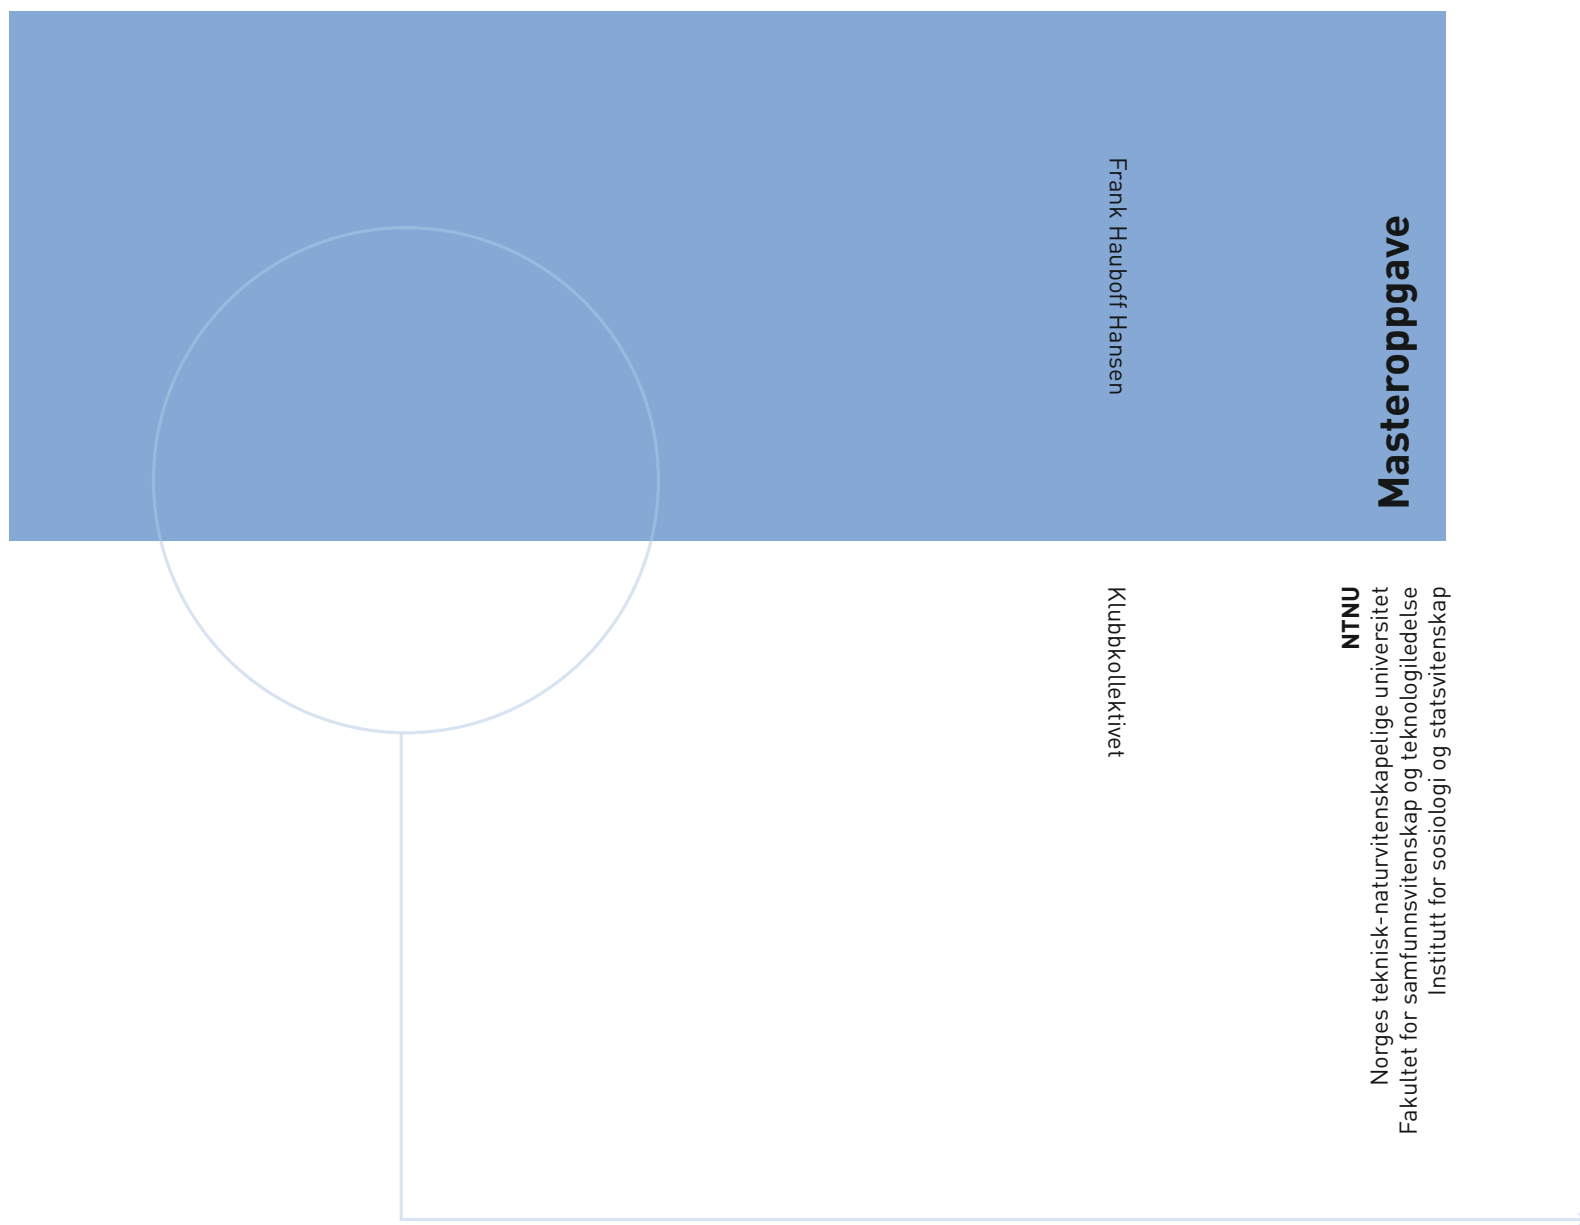 Frank Hauboff Hansen
Klubbkollektivet
Masteroppgave
NTNU
Norges teknisk-naturvitenskapelige universitet
Fakultet for samfunnsvitenskap og teknologiledelse
Institutt for sosiologi og statsvitenskap